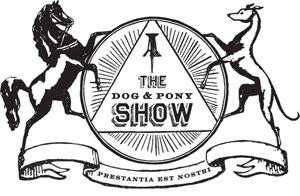 THE
DOG & PONY
SHOW
PRESTANTIA EST NOSTRI